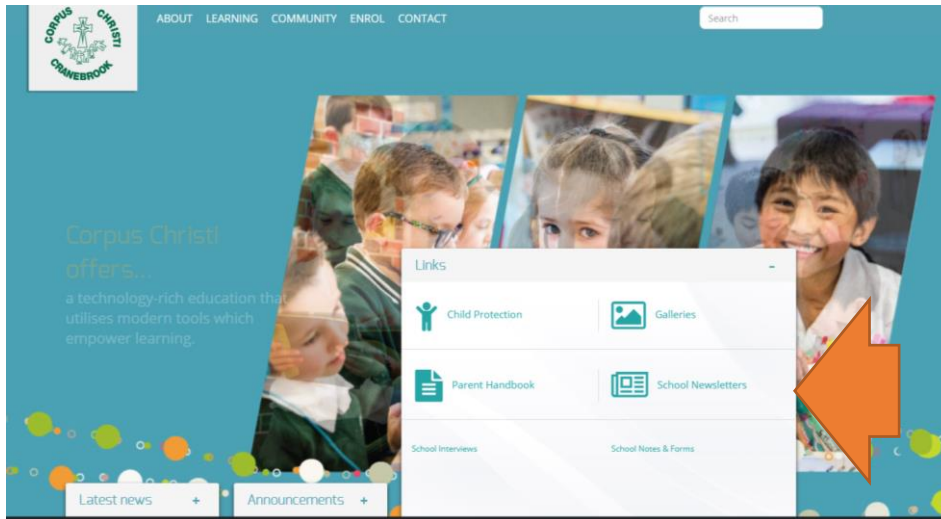 CORPUS CHRISTI
CRANEBROOK
ABOUT LEARNING COMMUNITY ENROL CONTACT
Search
Corpus Christi
offers...
a technology-rich education that
utilises modern tools which
empower learning.
Links -
Child Protection
Galleries
Parent Handbook
School Newsletters
School Interviews
School Notes & Forms
Latest news +
Announcements +